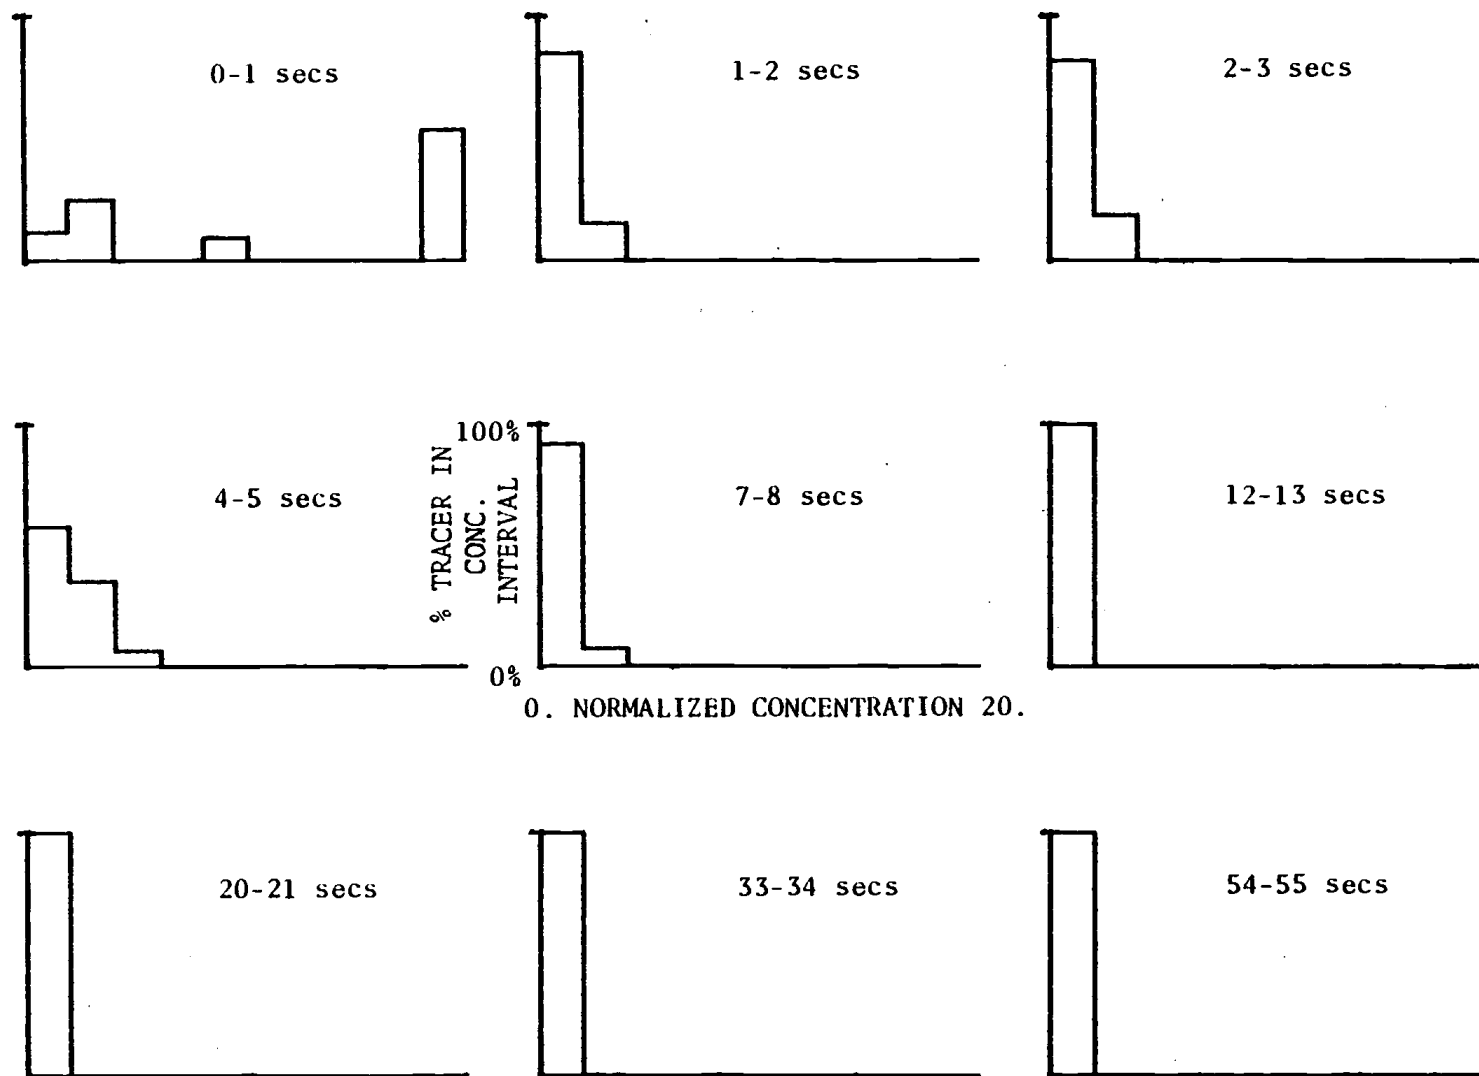 0-1 secs
1-2 secs
2-3 secs
4-5 secs
100%
% TRACER IN
CONC.
INTERVAL
0%
7-8 secs
12-13 secs
0. NORMALIZED CONCENTRATION 20.
20-21 secs
33-34 secs
54-55 secs